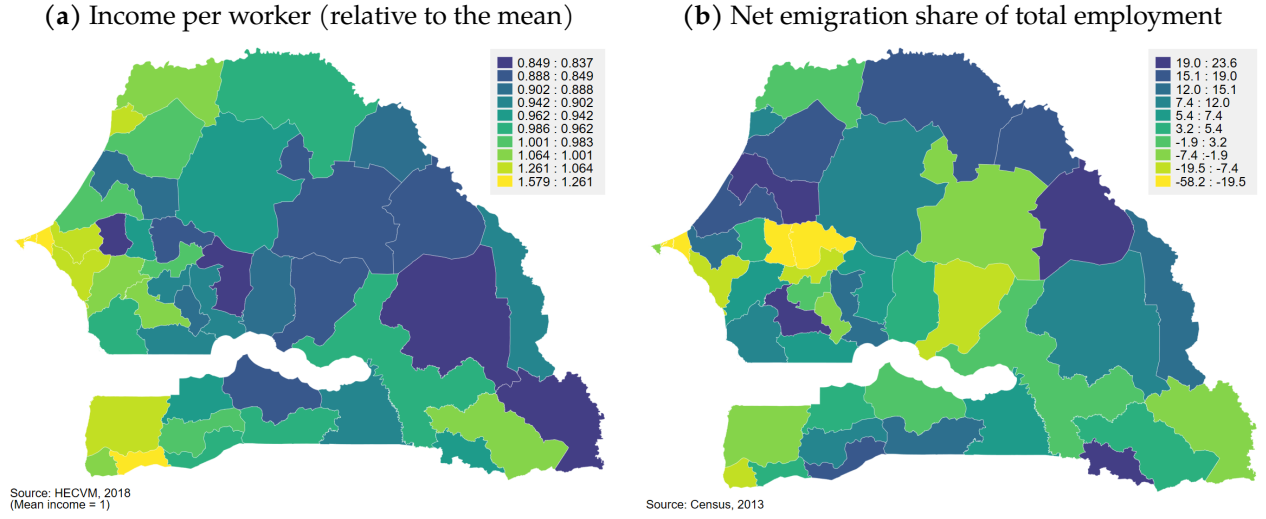 (a) Income per worker (relative to the mean)
0.849 : 0.837
0.888 : 0.849
0.902 : 0.888
0.942 : 0.902
0.962 : 0.942
0.986 : 0.962
1.001 : 0.983
1.064 : 1.001
1.261 : 1.064
1.579 : 1.261
Source: HECVM, 2018
(Mean income = 1)
(b) Net emigration share of total employment
19.0 : 23.6
15.1 : 19.0
12.0 : 15.1
7.4 : 12.0
5.4 : 7.4
3.2 : 5.4
-1.9 : 3.2
-7.4 : -1.9
-19.5 : -7.4
-58.2 : -19.5
Source: Census, 2013